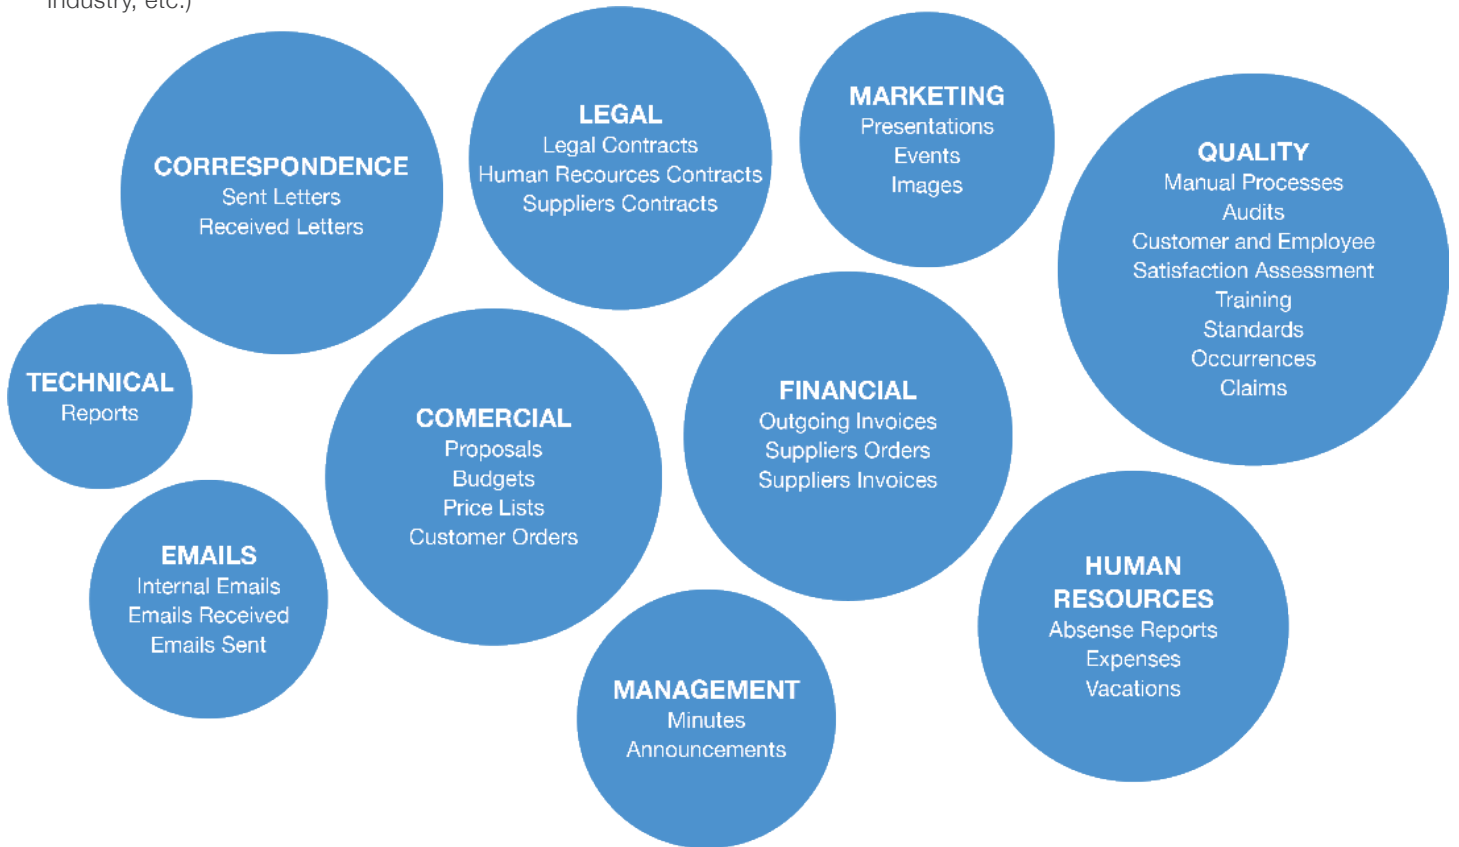 industry, etc.)
CORRESPONDENCE
Sent Letters
Received Letters
LEGAL
Legal Contracts
Human Recources Contracts
Suppliers Contracts
MARKETING
Presentations
Events
Images
QUALITY
Manual Processes
Audits
Customer and Employee
Satisfaction Assessment
Training
Standards
Occurrences
Claims
TECHNICAL
Reports
COMERCIAL
Proposals
Budgets
Price Lists
Customer Orders
FINANCIAL
Outgoing Invoices
Suppliers Orders
Suppliers Invoices
EMAILS
Internal Emails
Emails Received
Emails Sent
MANAGEMENT
Minutes
Announcements
HUMAN
RESOURCES
Absense Reports
Expenses
Vacations